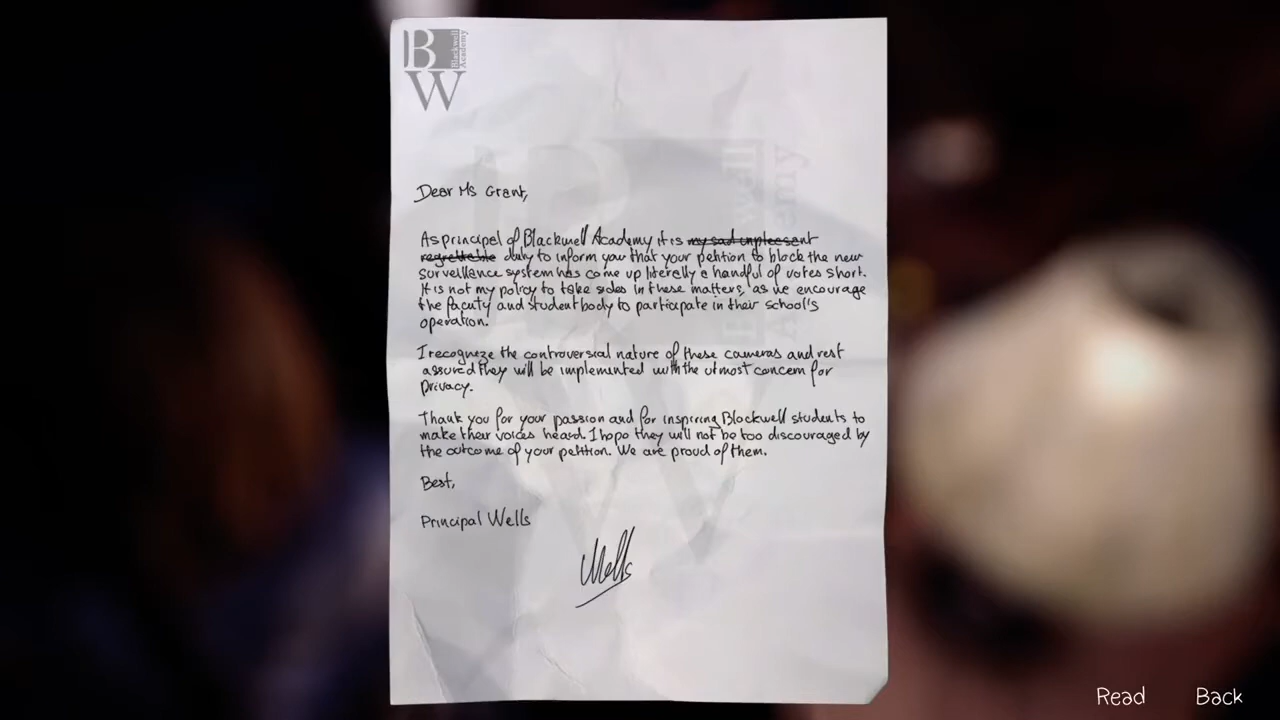 BW
Blackwell
Academy
Dear Ms Grant,
As principel of Blackwell Academy it is my sad unpleesent
regrettable duty to inform you that your petition to block the new
surveillance system has come up literelly e handful of votes short.
It is not my policy to teke sides in these matters, as we encourage
the faculty and student body to participate in their school's
operation.
I recogneze the controversial nature of these cameras and rest
assured they will be implemented with the utmost concern for
privacy.
Thank you for your passion and for inspiring Blackwell students to
make their voices heard. I hope they will not be too discouraged by
the outcome of your petition. We are proud of them.
Best,
Principal Wells
Wells
Read Back